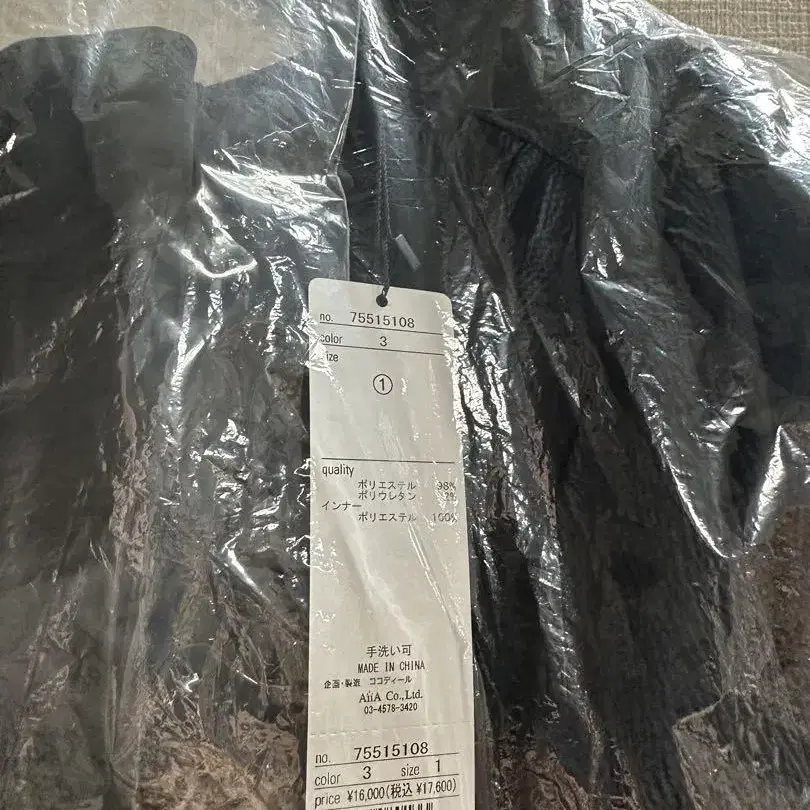 no. 75515108
color 3
size
①
quality
ポリエステル 98%
ポリウレタン 2%
インナー
ポリエステル 100%
手洗い可
MADE IN CHINA
企画・製造 ココディール
AΐiA Co.,Ltd.
03-4578-3420
no. 75515108
color 3 size 1
price ¥16,000(税込 ¥17,600)